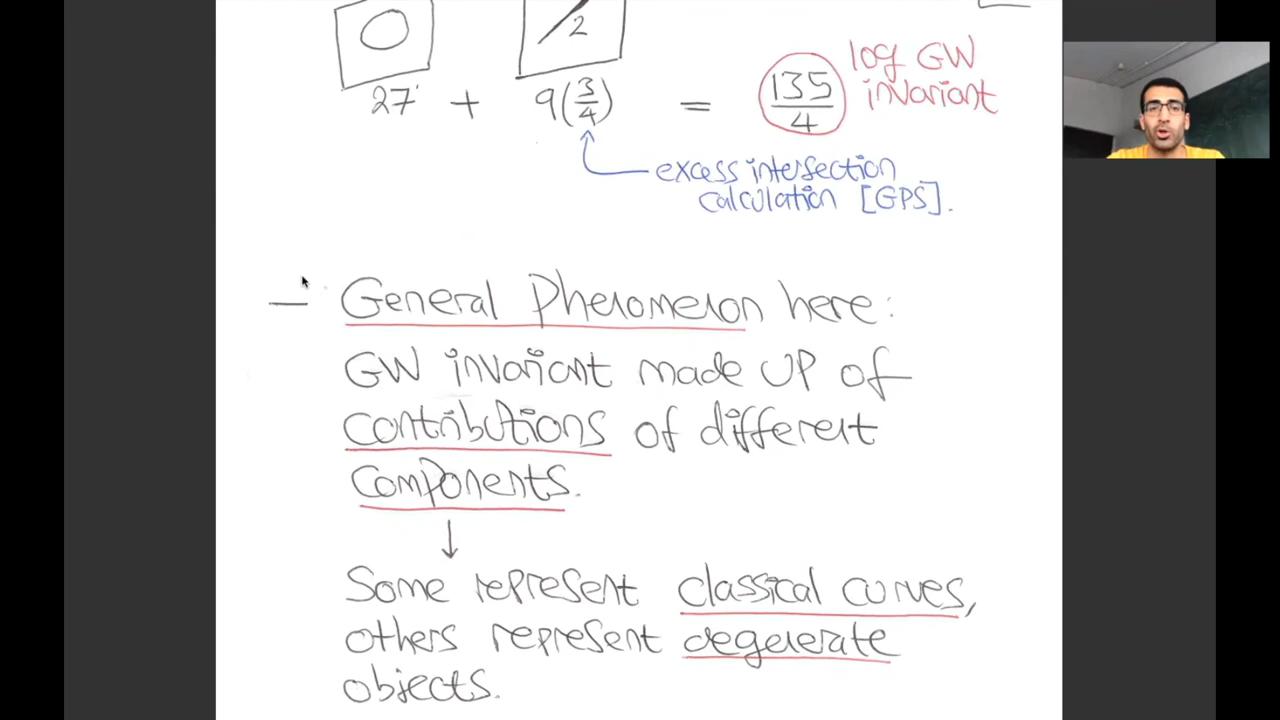 2
27 + 9(3/4) = 135/4 log GW
invariant
excess intersection
calculation [GPS].
— General Phenomenon here:
GW invariant made up of
contributions of different
components.
↓
Some represent classical curves,
others represent degenerate
objects.